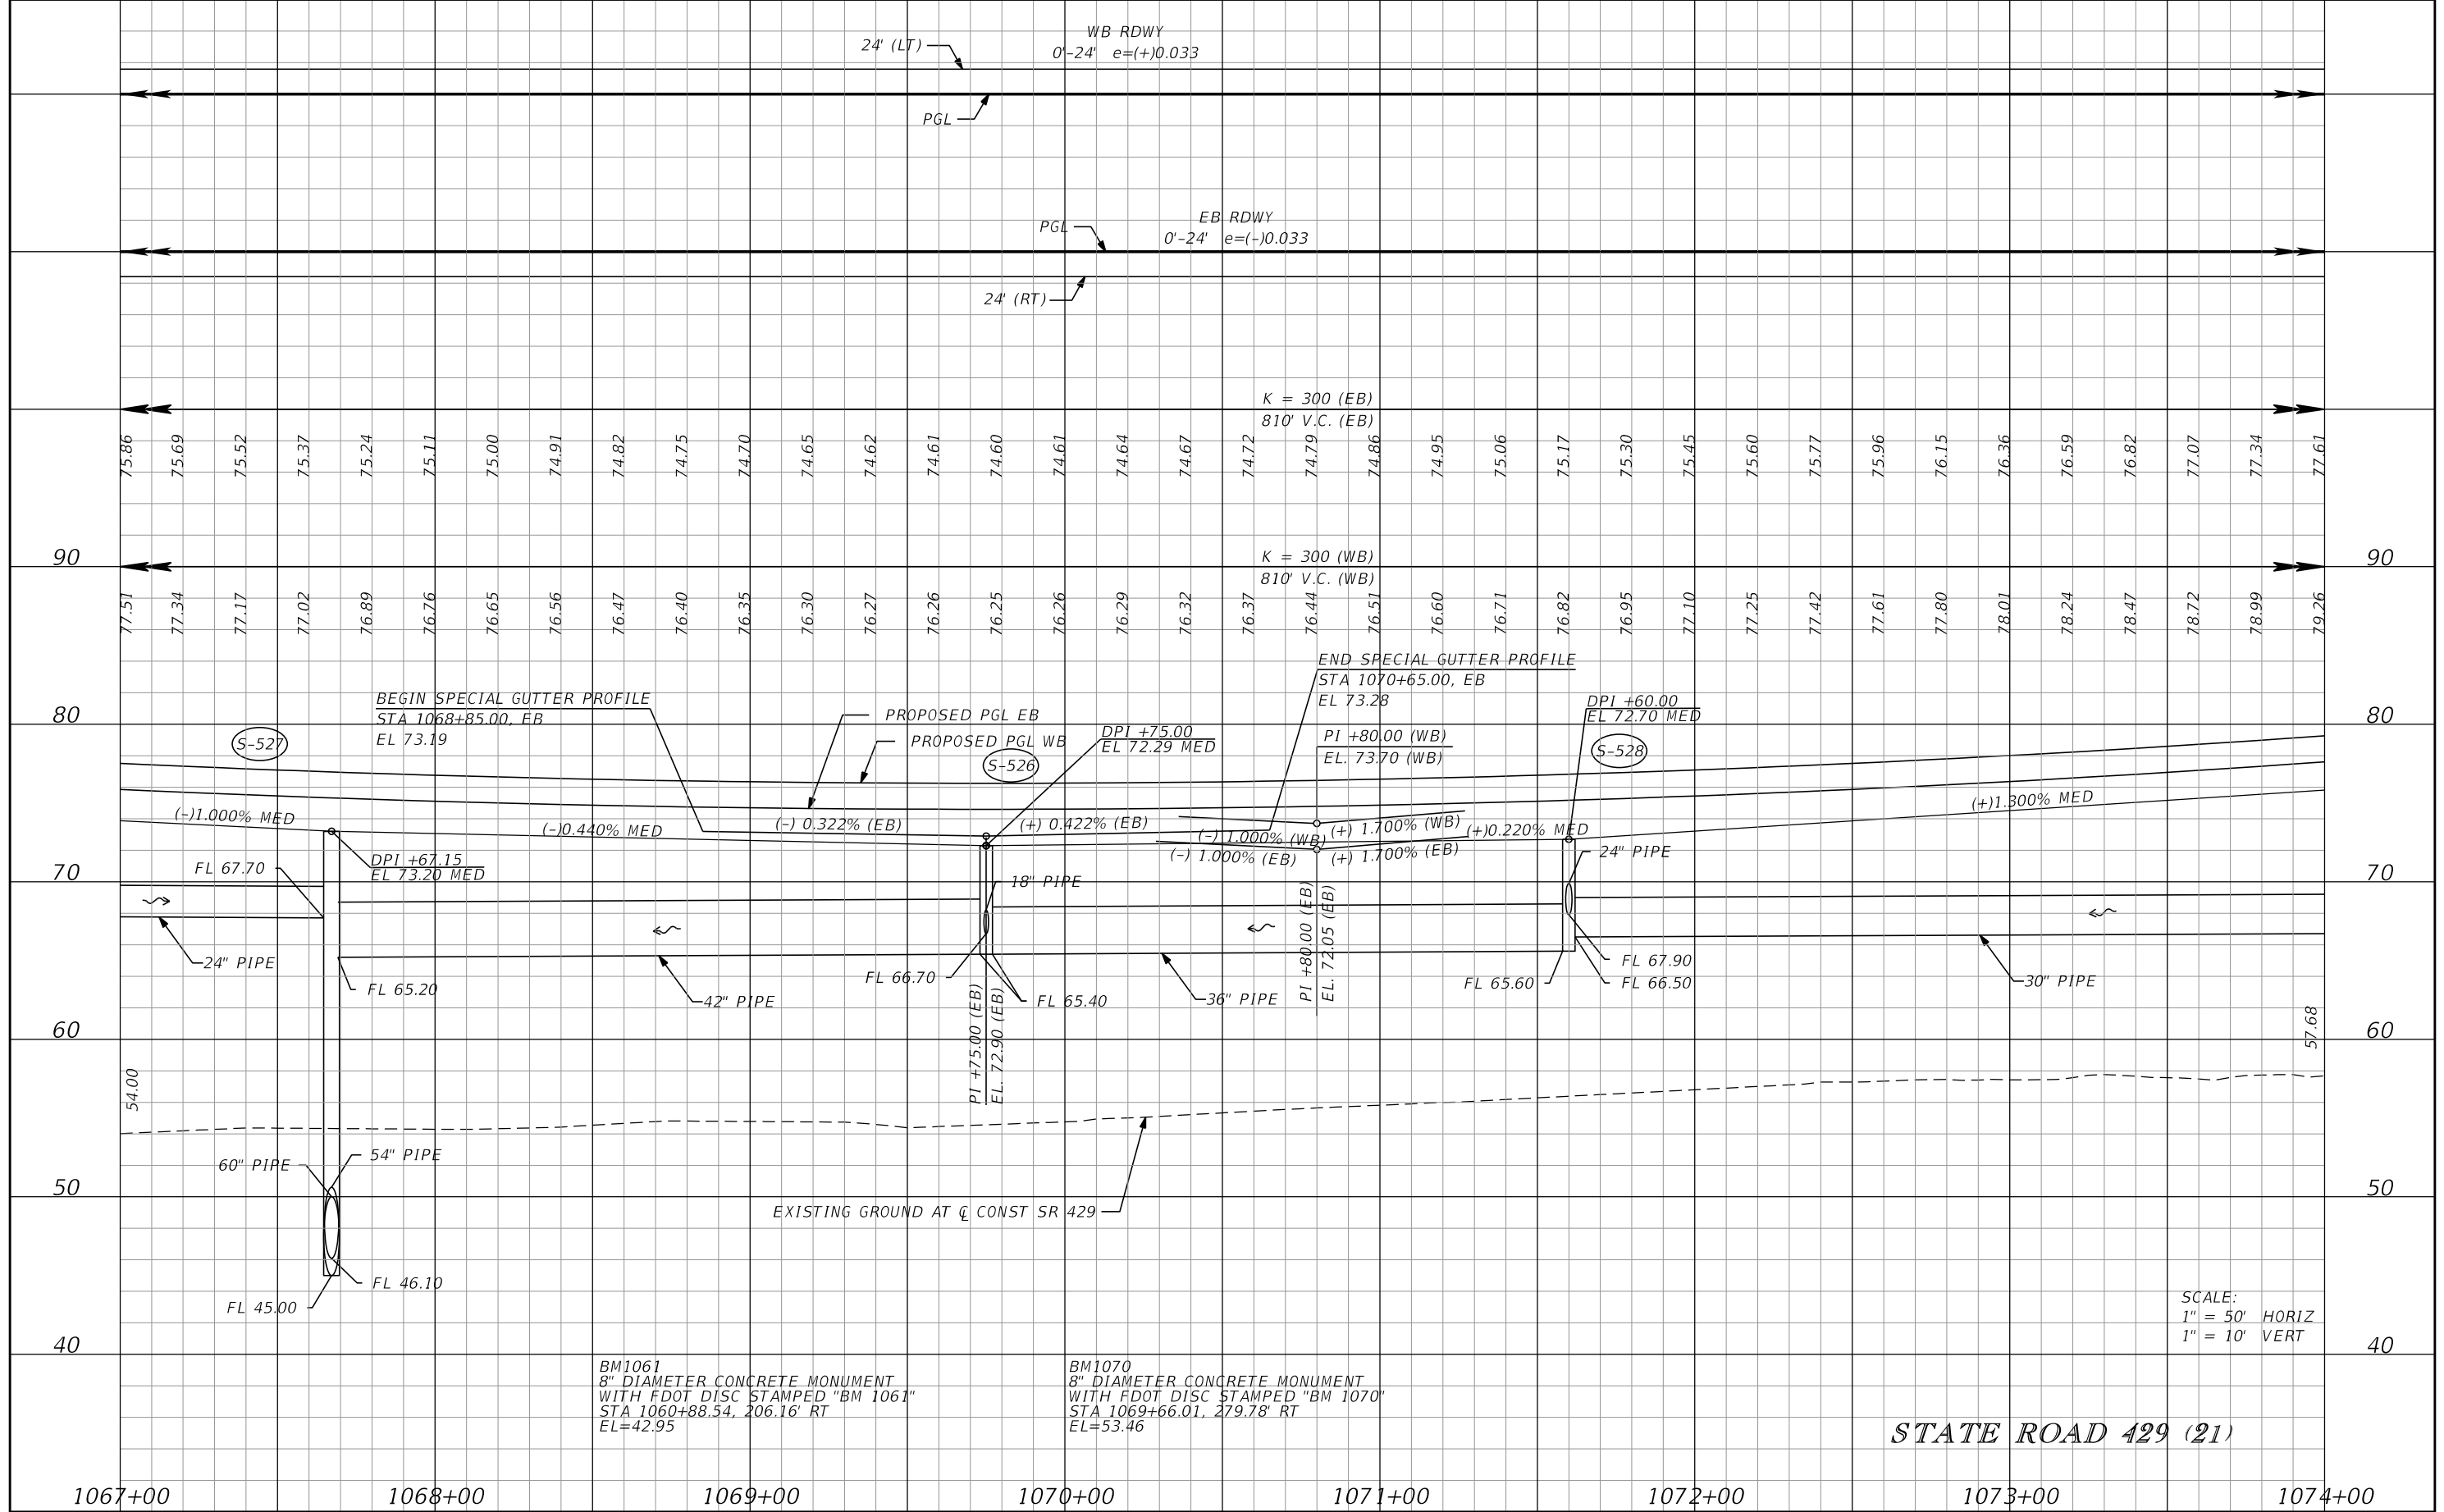 WB RDWY
0'-24' e=(+)0.033
24' (LT)
PGL
EB RDWY
0'-24' e=(-)0.033
PGL
24' (RT)
K = 300 (EB)
810' V.C. (EB)
75.86 75.69 75.52 75.37 75.24 75.11 75.00 74.91 74.82 74.75 74.70 74.65 74.62 74.61 74.60 74.61 74.64 74.67 74.72 74.79 74.86 74.95 75.06 75.17 75.30 75.45 75.60 75.77 75.96 76.15 76.36 76.59 76.82 77.07 77.34 77.61
90 90
K = 300 (WB)
810' V.C. (WB)
77.51 77.34 77.17 77.02 76.89 76.76 76.65 76.56 76.47 76.40 76.35 76.30 76.27 76.26 76.25 76.26 76.29 76.32 76.37 76.44 76.51 76.60 76.71 76.82 76.95 77.10 77.25 77.42 77.61 77.80 78.01 78.24 78.47 78.72 78.99 79.26
BEGIN SPECIAL GUTTER PROFILE
STA 1068+85.00, EB
EL 73.19
END SPECIAL GUTTER PROFILE
STA 1070+65.00, EB
EL 73.28
80 80
PROPOSED PGL EB
PROPOSED PGL WB
DPI +75.00
EL 72.29 MED
PI +80.00 (WB)
EL. 73.70 (WB)
DPI +60.00
EL 72.70 MED
S-527
S-526
S-528
(-)1.000% MED
(-)0.440% MED
(-) 0.322% (EB)
(+) 0.422% (EB)
(-) 1.000% (WB)
(+) 1.700% (WB)
(+)0.220% MED
(+)1.300% MED
(-) 1.000% (EB)
(+) 1.700% (EB)
DPI +67.15
EL 73.20 MED
FL 67.70
70 70
18" PIPE
24" PIPE
24" PIPE
FL 65.20
42" PIPE
FL 66.70
FL 65.40
36" PIPE
FL 65.60
FL 67.90
FL 66.50
30" PIPE
PI +75.00 (EB)
EL. 72.90 (EB)
PI +80.00 (EB)
EL. 72.05 (EB)
60 60
54.00
57.68
60" PIPE
54" PIPE
50 50
EXISTING GROUND AT ℄ CONST SR 429
FL 46.10
FL 45.00
SCALE:
1" = 50' HORIZ
1" = 10' VERT
40 40
BM1061
8" DIAMETER CONCRETE MONUMENT
WITH FDOT DISC STAMPED "BM 1061"
STA 1060+88.54, 206.16' RT
EL=42.95
BM1070
8" DIAMETER CONCRETE MONUMENT
WITH FDOT DISC STAMPED "BM 1070"
STA 1069+66.01, 279.78' RT
EL=53.46
STATE ROAD 429 (21)
1067+00 1068+00 1069+00 1070+00 1071+00 1072+00 1073+00 1074+00